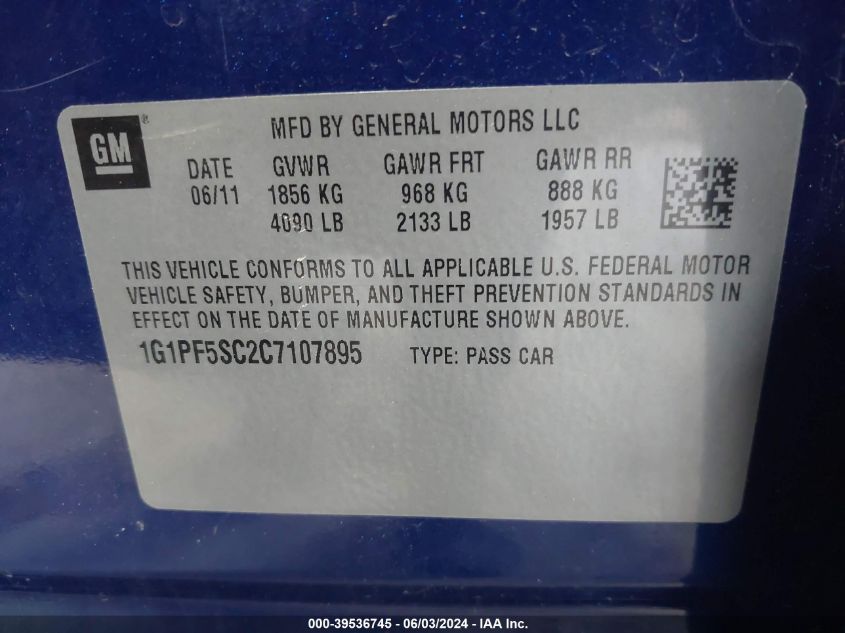 GM®
MFD BY GENERAL MOTORS LLC
DATE GVWR GAWR FRT GAWR RR
06/11 1856 KG 968 KG 888 KG
4090 LB 2133 LB 1957 LB
THIS VEHICLE CONFORMS TO ALL APPLICABLE U.S. FEDERAL MOTOR
VEHICLE SAFETY, BUMPER, AND THEFT PREVENTION STANDARDS IN
EFFECT ON THE DATE OF MANUFACTURE SHOWN ABOVE.
1G1PF5SC2C7107895 TYPE: PASS CAR
000-39536745 - 06/03/2024 - IAA Inc.